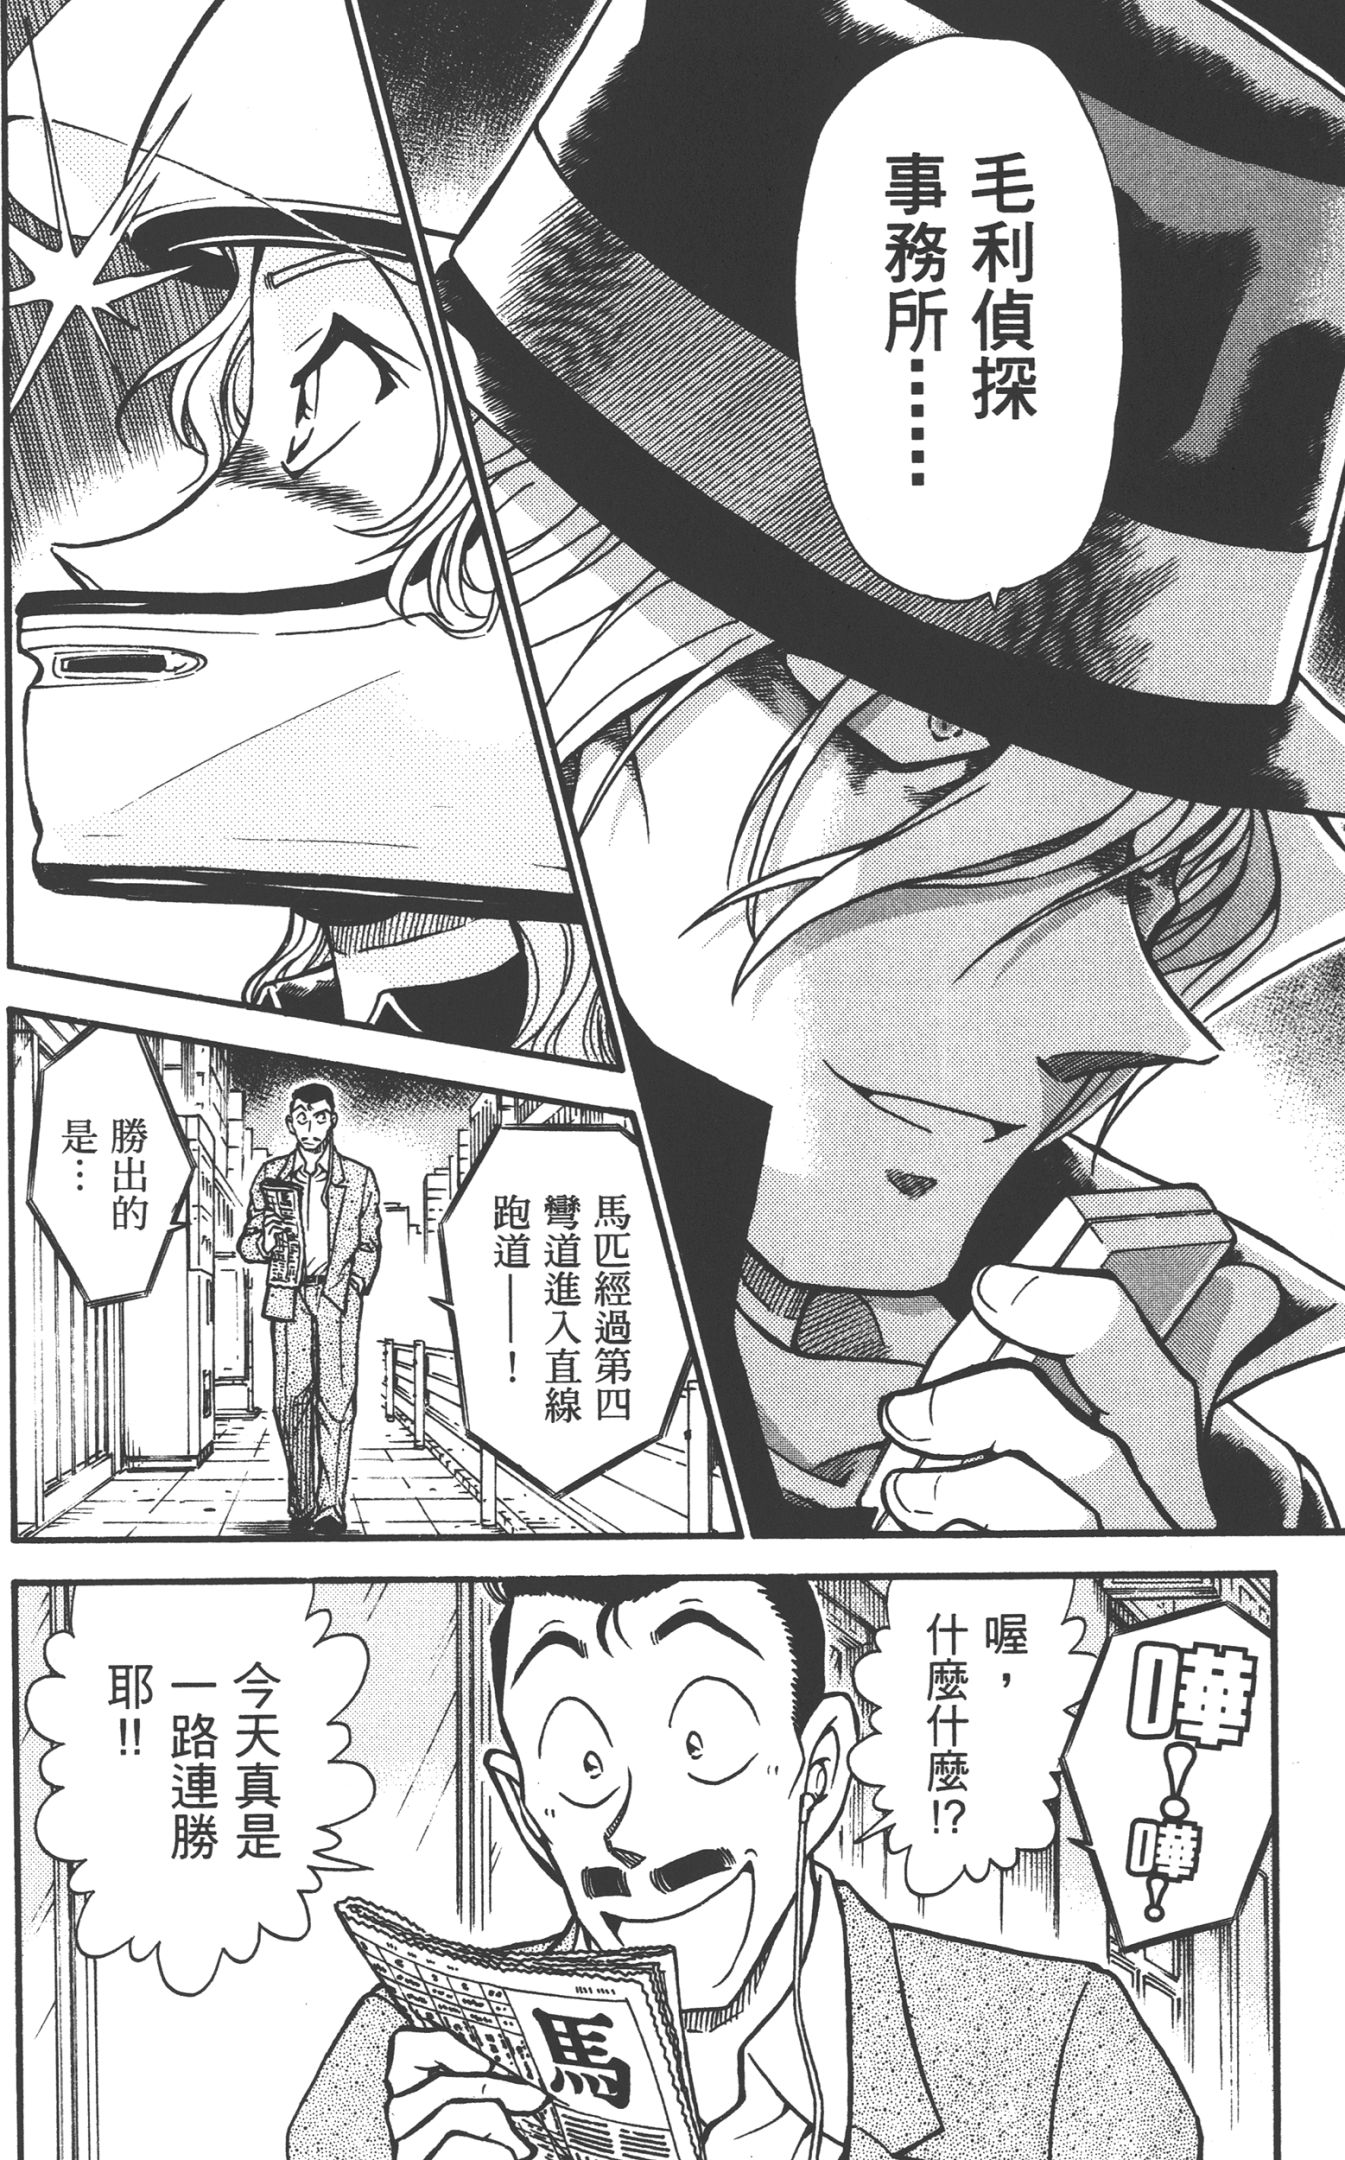 毛利偵探
事務所……
馬匹經過第四
彎道進入直線
跑道——！
勝出的
是…
嘩！嘩！
喔，
什麼什麼!?
馬
今天真是
一路連勝
耶!!